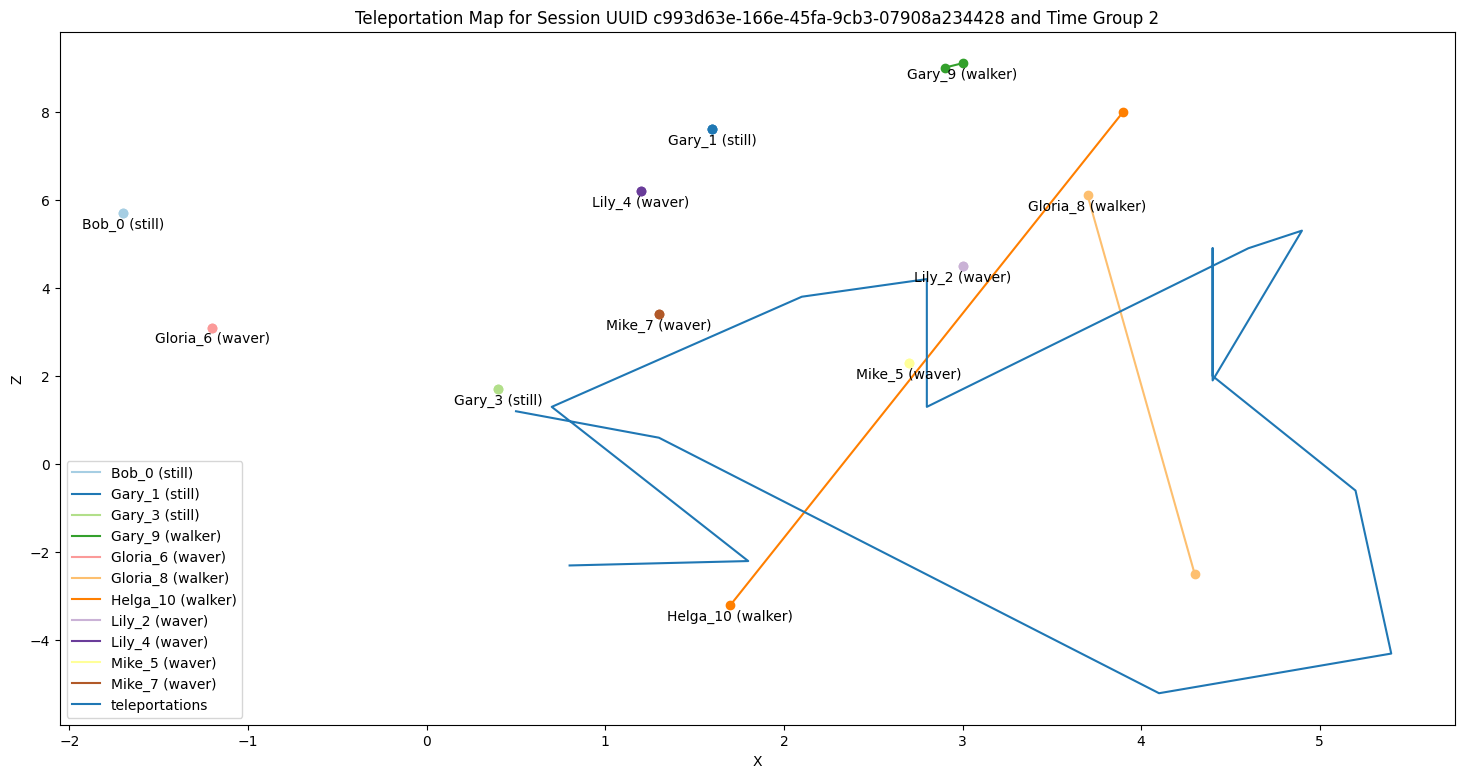 Teleportation Map for Session UUID c993d63e-166e-45fa-9cb3-07908a234428 and Time Group 2
Gary_9 (walker)
Gary_1 (still)
Lily_4 (waver)
Gloria_8 (walker)
Bob_0 (still)
Lily_2 (waver)
Mike_7 (waver)
Gloria_6 (waver)
Mike_5 (waver)
Gary_3 (still)
Helga_10 (walker)
8
6
4
2
0
−2
−4
Z
Bob_0 (still)
Gary_1 (still)
Gary_3 (still)
Gary_9 (walker)
Gloria_6 (waver)
Gloria_8 (walker)
Helga_10 (walker)
Lily_2 (waver)
Lily_4 (waver)
Mike_5 (waver)
Mike_7 (waver)
teleportations
−2 −1 0 1 2 3 4 5
X